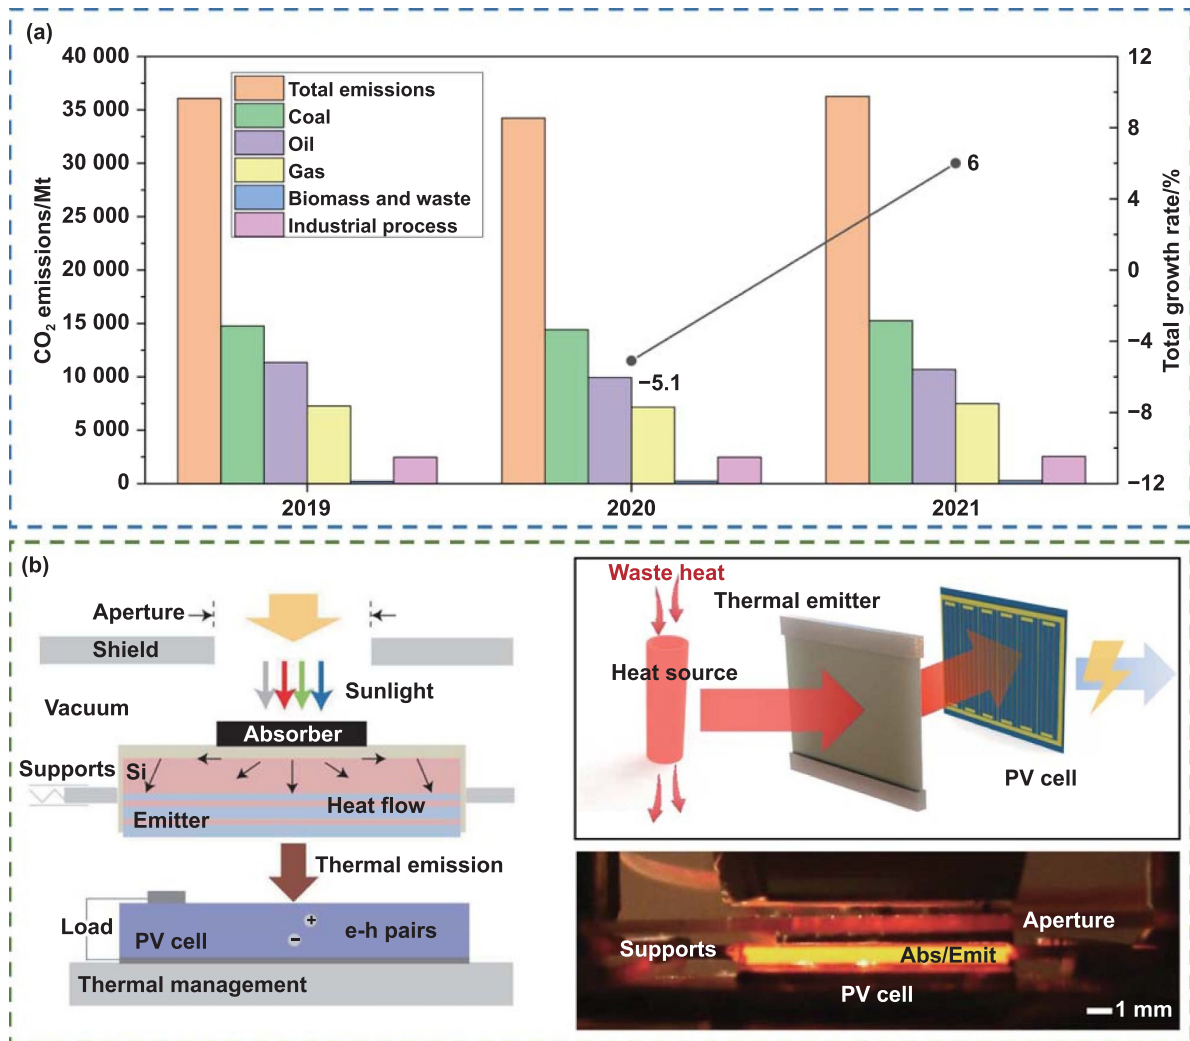 (a)
40 000
35 000
30 000
25 000
20 000
15 000
10 000
5 000
0
CO₂ emissions/Mt
Total emissions
Coal
Oil
Gas
Biomass and waste
Industrial process
−5.1
6
12
8
4
0
−4
−8
−12
Total growth rate/%
2019
2020
2021
(b)
Aperture
Shield
Sunlight
Vacuum
Absorber
Supports
Si
Heat flow
Emitter
Thermal emission
Load
+
−
e-h pairs
PV cell
Thermal management
Waste heat
Thermal emitter
Heat source
PV cell
Aperture
Supports
Abs/Emit
PV cell
1 mm